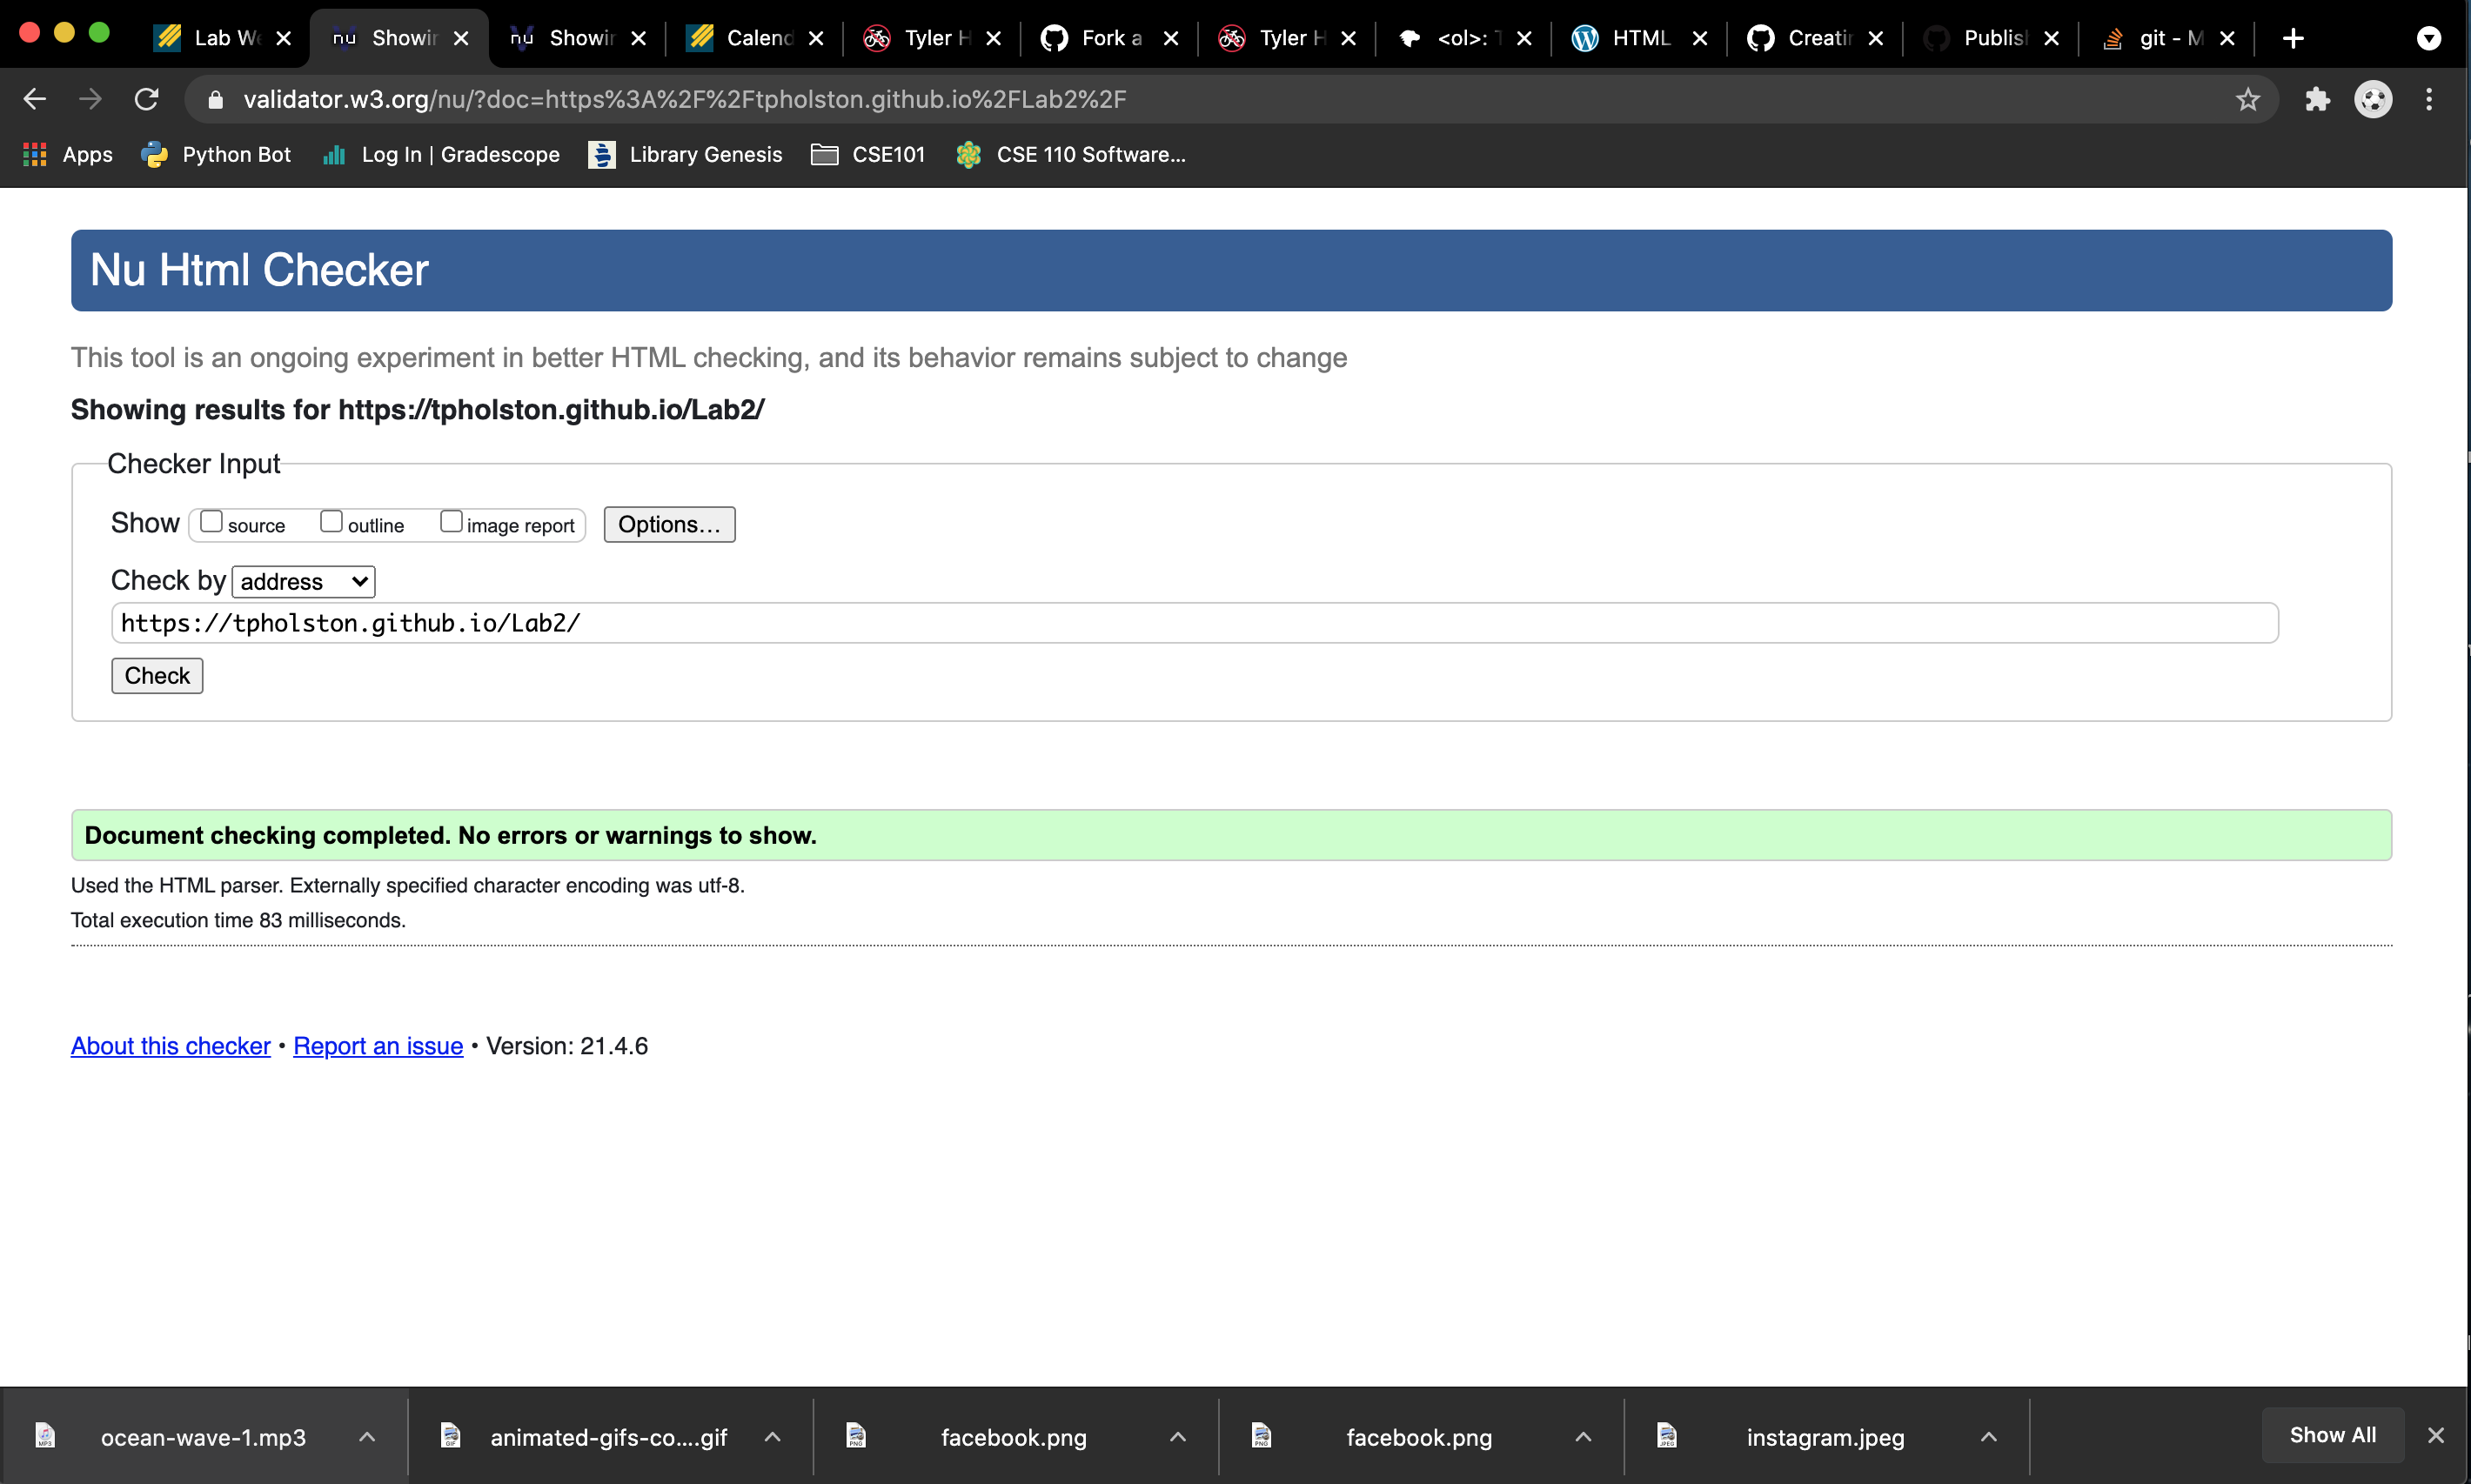 Lab We
Showin
Showin
Calend
Tyler H
Fork a
Tyler H
<ol>: T
HTML
Creatin
Publis
git - M
validator.w3.org/nu/?doc=https%3A%2F%2Ftpholston.github.io%2FLab2%2F
Apps
Python Bot
Log In | Gradescope
Library Genesis
CSE101
CSE 110 Software...
Nu Html Checker
This tool is an ongoing experiment in better HTML checking, and its behavior remains subject to change
Showing results for https://tpholston.github.io/Lab2/
Checker Input
Show source outline image report Options...
Check by address
https://tpholston.github.io/Lab2/
Check
Document checking completed. No errors or warnings to show.
Used the HTML parser. Externally specified character encoding was utf-8.
Total execution time 83 milliseconds.
About this checker • Report an issue • Version: 21.4.6
ocean-wave-1.mp3
animated-gifs-co....gif
facebook.png
facebook.png
instagram.jpeg
Show All